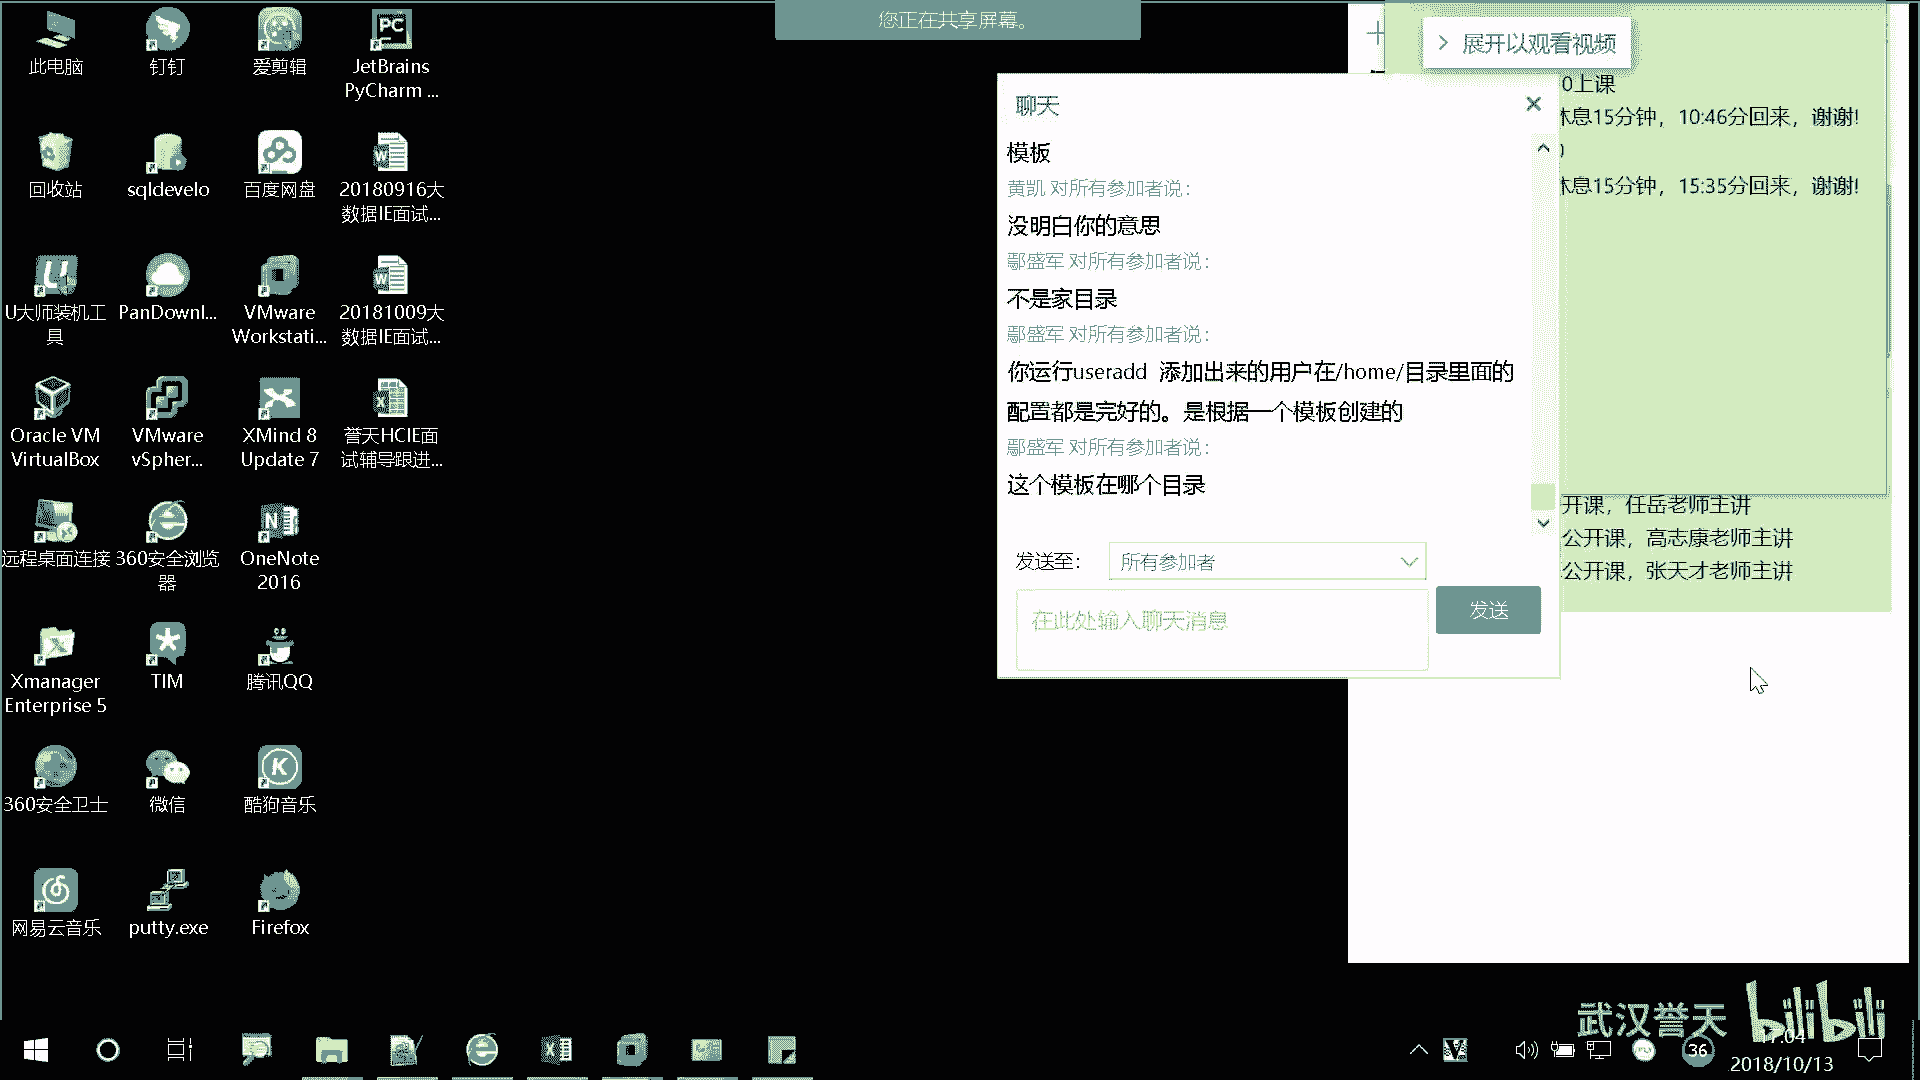 您正在共享屏幕。
此电脑
钉钉
爱剪辑
JetBrains
PyCharm ...
回收站
sqldevelo
百度网盘
20180916大
数据IE面试...
U大师装机工
具
PanDownl...
VMware
Workstati...
20181009大
数据IE面试...
Oracle VM
VirtualBox
VMware
vSpher...
XMind 8
Update 7
誉天HCIE面
试辅导跟进...
远程桌面连接
360安全浏览
器
OneNote
2016
Xmanager
Enterprise 5
TIM
腾讯QQ
360安全卫士
微信
酷狗音乐
网易云音乐
putty.exe
Firefox
展开以观看视频
0上课
休息15分钟，10:46分回来，谢谢!
休息15分钟，15:35分回来，谢谢!
开课，任岳老师主讲
公开课，高志康老师主讲
公开课，张天才老师主讲
聊天
模板
黄凯 对所有参加者说：
没明白你的意思
鄢盛军 对所有参加者说：
不是家目录
鄢盛军 对所有参加者说：
你运行useradd 添加出来的用户在/home/目录里面的
配置都是完好的。是根据一个模板创建的
鄢盛军 对所有参加者说：
这个模板在哪个目录
发送至：
所有参加者
在此处输入聊天消息
发送
武汉誉天
bilibili
36
17:04
2018/10/13